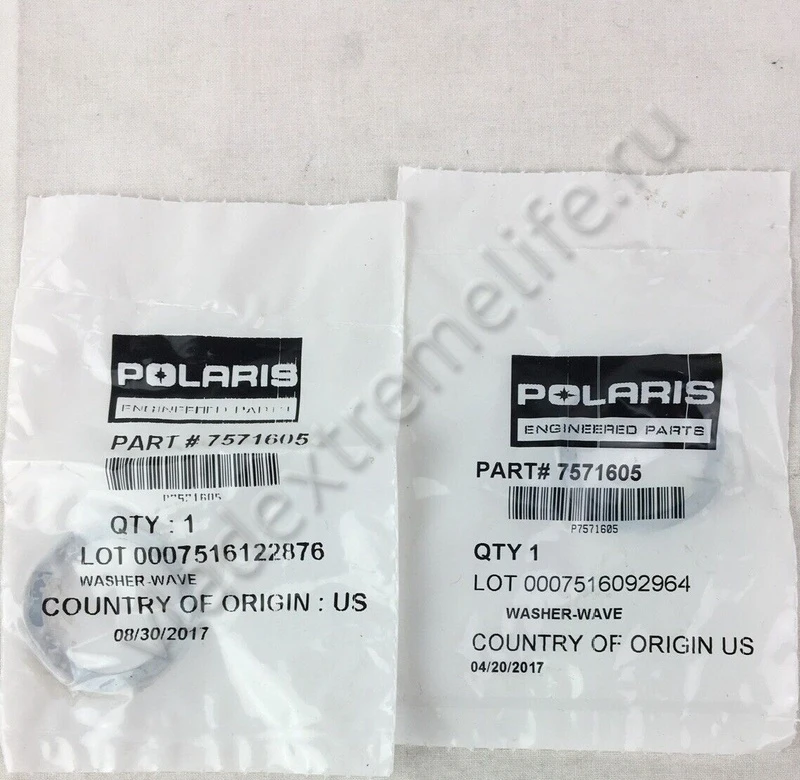 POLARIS
ENGINEERED PARTS
PART # 7571605
P7571605
QTY : 1
LOT 0007516122876
WASHER-WAVE
COUNTRY OF ORIGIN : US
08/30/2017
POLARIS
ENGINEERED PARTS
PART# 7571605
P7571605
QTY 1
LOT 0007516092964
WASHER-WAVE
COUNTRY OF ORIGIN US
04/20/2017